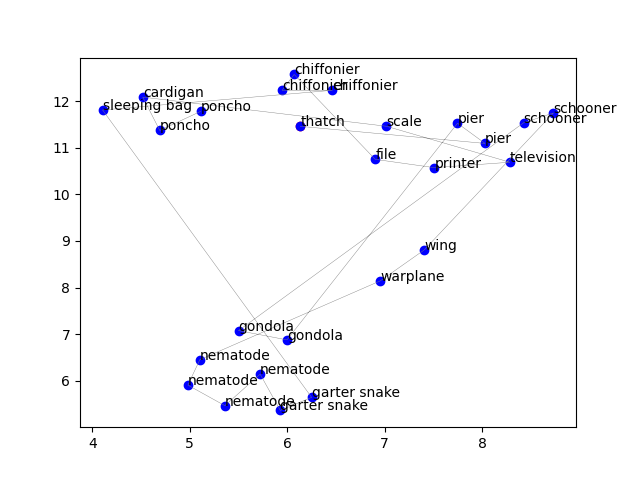 chiffonier
chiffonier
chiffonier
cardigan
sleeping bag
poncho
poncho
thatch
scale
pier
schooner
schooner
pier
file
printer
television
wing
warplane
gondola
gondola
nematode
nematode
nematode
nematode
garter snake
garter snake
12
11
10
9
8
7
6
4
5
6
7
8